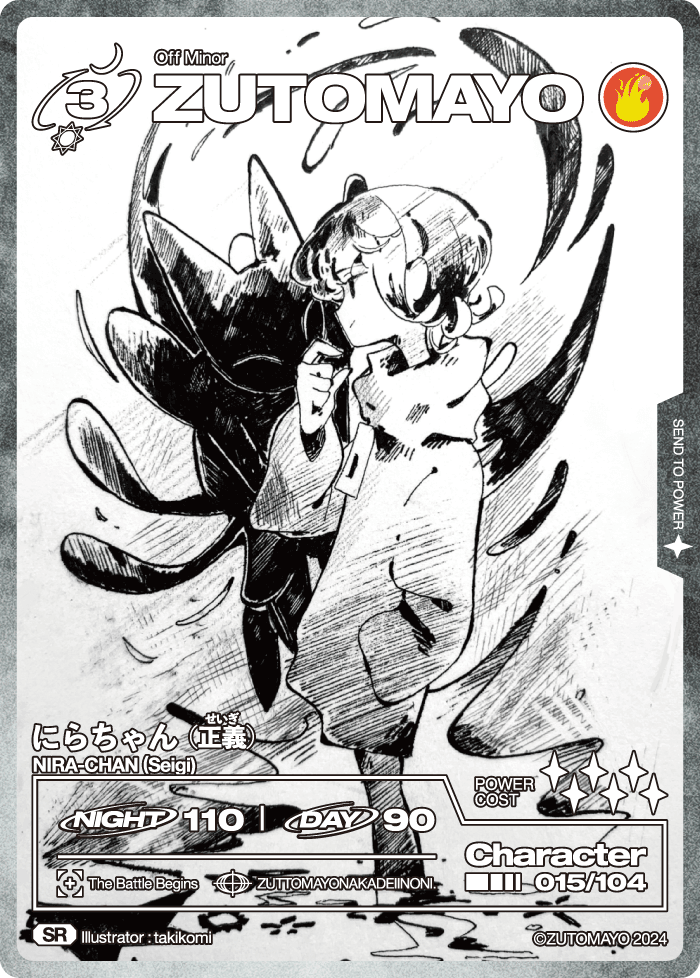 Off Minor
3
ZUTOMAYO
SEND TO POWER
せいぎ
にらちゃん (正義)
NIRA-CHAN (Seigi)
POWER
COST
NIGHT 110 | DAY 90
Character
015/104
The Battle Begins ZUTTOMAYONAKADEIINONI.
SR Illustrator : takikomi
©ZUTOMAYO 2024